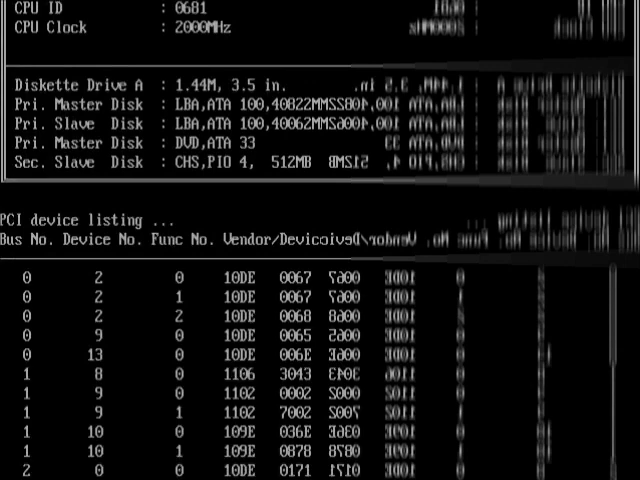 CPU ID : 0681
CPU Clock : 2000MHz
Diskette Drive A : 1.44M, 3.5 in.
Pri. Master Disk : LBA,ATA 100,40822M
Pri. Slave Disk : LBA,ATA 100,40062M
Pri. Master Disk : DVD,ATA 33
Sec. Slave Disk : CHS,PIO 4, 512MB
PCI device listing ...
Bus No. Device No. Func No. Vendor/Devic
0 2 0 10DE 0067
0 2 1 10DE 0067
0 2 2 10DE 0068
0 9 0 10DE 0065
0 13 0 10DE 006E
1 8 0 1106 3043
1 9 0 1102 0002
1 9 1 1102 7002
1 10 0 109E 036E
1 10 1 109E 0878
2 0 0 10DE 0171